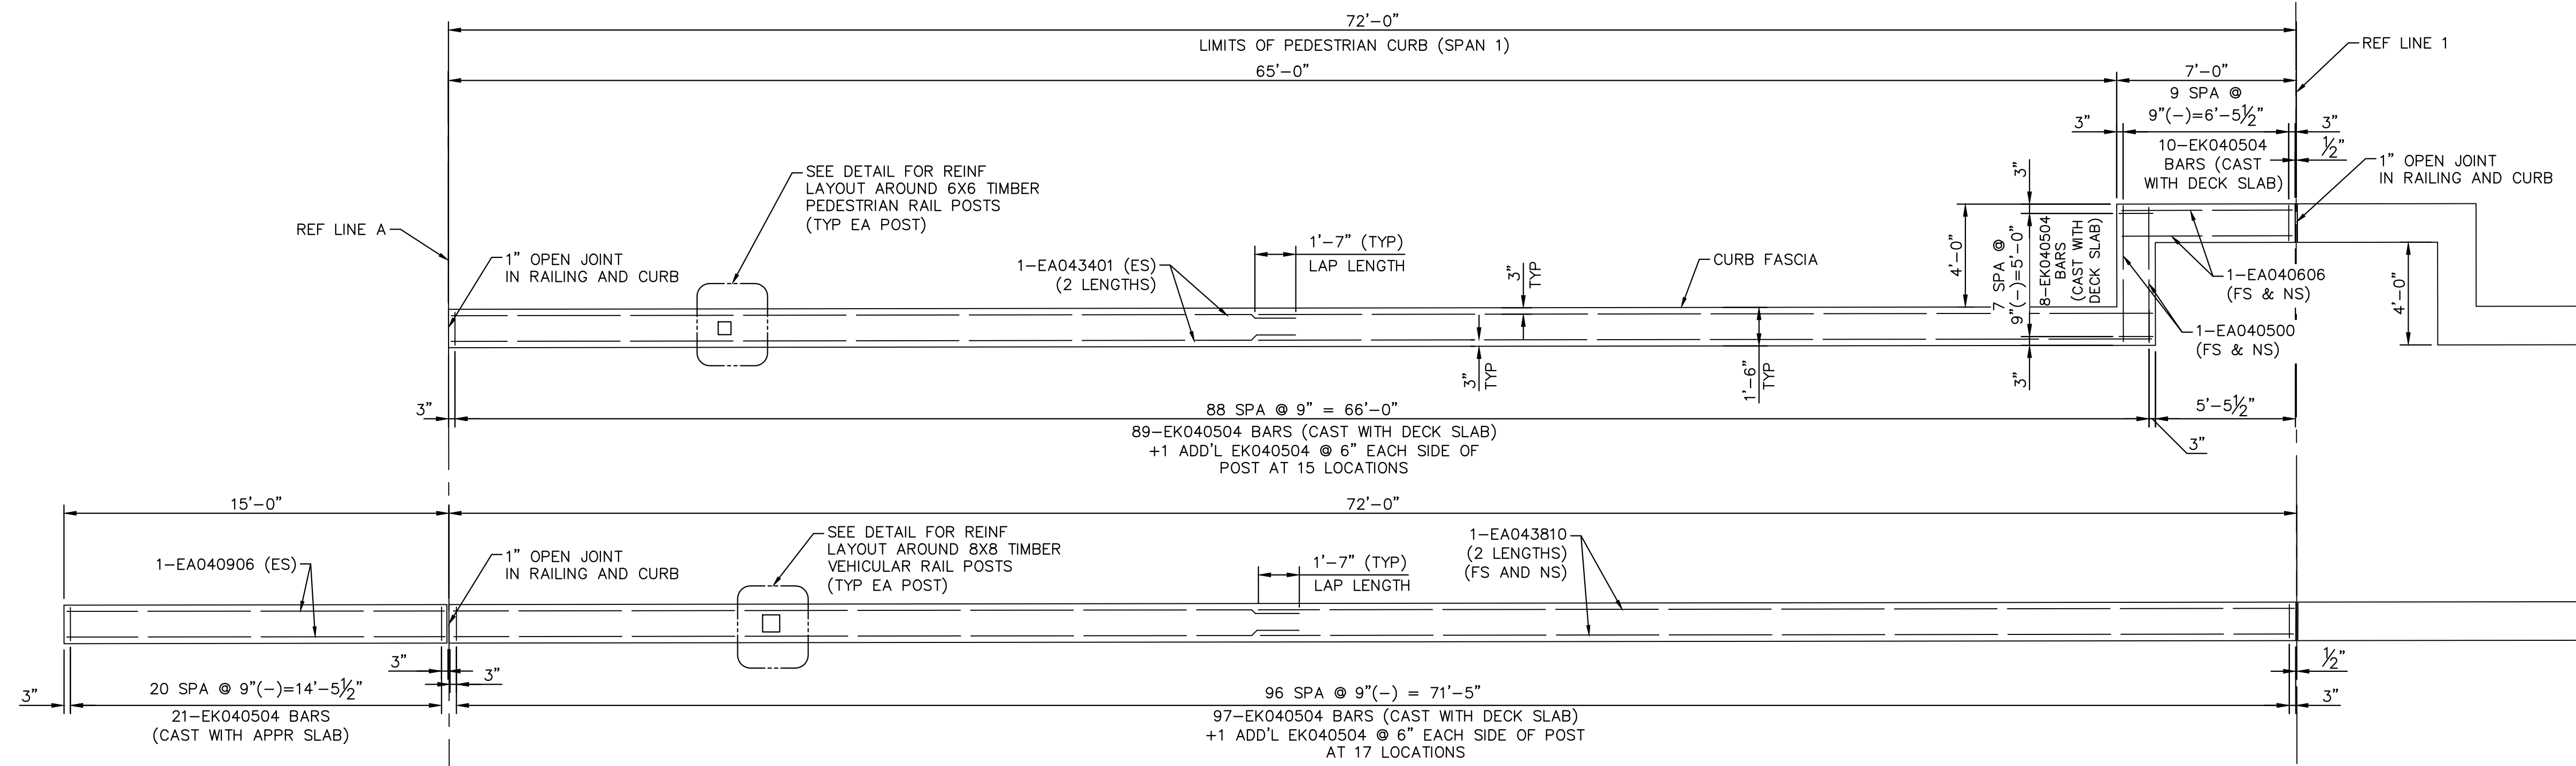 72'-0"
LIMITS OF PEDESTRIAN CURB (SPAN 1)
REF LINE 1
65'-0"
7'-0"
9 SPA @
9"(-)=6'-5½"
3"
3"
10-EK040504
BARS (CAST
WITH DECK SLAB)
½"
1" OPEN JOINT
IN RAILING AND CURB
SEE DETAIL FOR REINF
LAYOUT AROUND 6X6 TIMBER
PEDESTRIAN RAIL POSTS
(TYP EA POST)
REF LINE A
1" OPEN JOINT
IN RAILING AND CURB
1-EA043401 (ES)
(2 LENGTHS)
1'-7" (TYP)
LAP LENGTH
3"
TYP
CURB FASCIA
4'-0"
3"
7 SPA @
9"(-)=5'-0"
8-EK040504
BARS
(CAST WITH
DECK SLAB)
3"
1-EA040606
(FS & NS)
1-EA040500
(FS & NS)
4'-0"
3"
TYP
1'-6"
TYP
3"
88 SPA @ 9" = 66'-0"
89-EK040504 BARS (CAST WITH DECK SLAB)
+1 ADD'L EK040504 @ 6" EACH SIDE OF
POST AT 15 LOCATIONS
5'-5½"
3"
15'-0"
72'-0"
1-EA040906 (ES)
1" OPEN JOINT
IN RAILING AND CURB
SEE DETAIL FOR REINF
LAYOUT AROUND 8X8 TIMBER
VEHICULAR RAIL POSTS
(TYP EA POST)
1'-7" (TYP)
LAP LENGTH
1-EA043810
(2 LENGTHS)
(FS AND NS)
3"
20 SPA @ 9"(-)=14'-5½"
21-EK040504 BARS
(CAST WITH APPR SLAB)
3"
3"
96 SPA @ 9"(-) = 71'-5"
97-EK040504 BARS (CAST WITH DECK SLAB)
+1 ADD'L EK040504 @ 6" EACH SIDE OF POST
AT 17 LOCATIONS
½"
3"